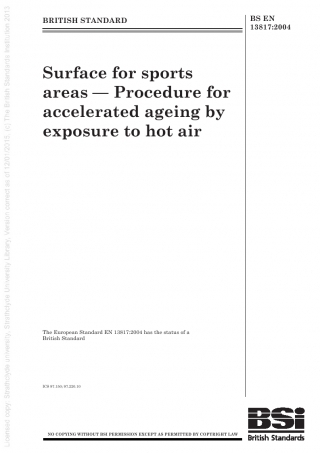 BRITISH STANDARD
BS EN
13817:2004
Surface for sports
areas — Procedure for
accelerated ageing by
exposure to hot air
The European Standard EN 13817:2004 has the status of a
British Standard
ICS 97.150; 97.220.10
NO COPYING WITHOUT BSI PERMISSION EXCEPT AS PERMITTED BY COPYRIGHT LAW
BSi
British Standards
Licensed copy: Strathclyde University, Strathclyde University Library, Version correct as of 12/01/2013, (c) The British Standards Institution 2013